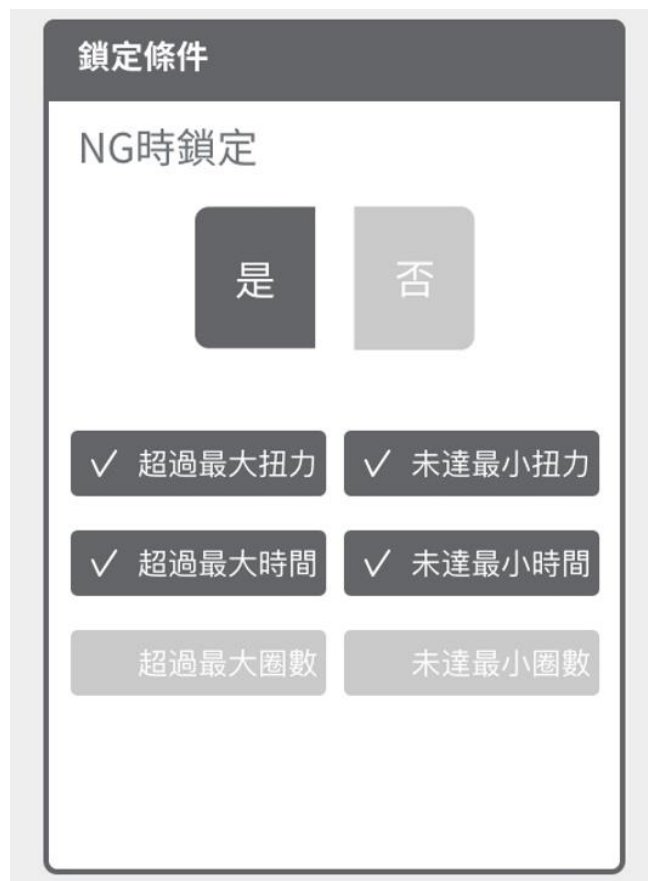 鎖定條件
NG時鎖定
是 否
✓ 超過最大扭力 ✓ 未達最小扭力
✓ 超過最大時間 ✓ 未達最小時間
超過最大圈數 未達最小圈數